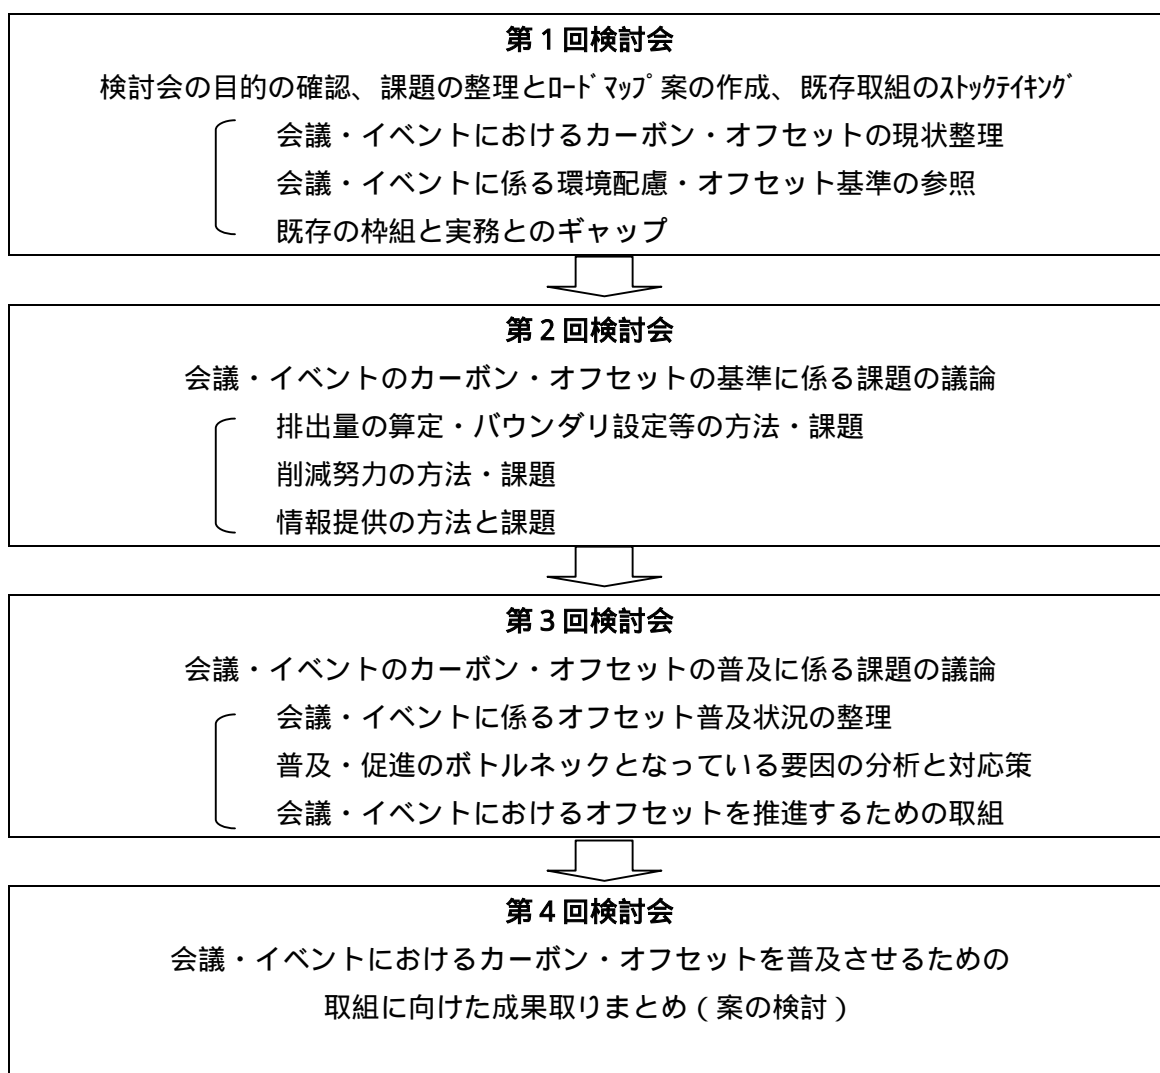 第1回検討会
検討会の目的の確認、課題の整理とﾛｰﾄﾞﾏｯﾌﾟ案の作成、既存取組のｽﾄｯｸﾃｲｷﾝｸﾞ
会議・イベントにおけるカーボン・オフセットの現状整理
会議・イベントに係る環境配慮・オフセット基準の参照
既存の枠組と実務とのギャップ
第2回検討会
会議・イベントのカーボン・オフセットの基準に係る課題の議論
排出量の算定・バウンダリ設定等の方法・課題
削減努力の方法・課題
情報提供の方法と課題
第3回検討会
会議・イベントのカーボン・オフセットの普及に係る課題の議論
会議・イベントに係るオフセット普及状況の整理
普及・促進のボトルネックとなっている要因の分析と対応策
会議・イベントにおけるオフセットを推進するための取組
第4回検討会
会議・イベントにおけるカーボン・オフセットを普及させるための
取組に向けた成果取りまとめ(案の検討)